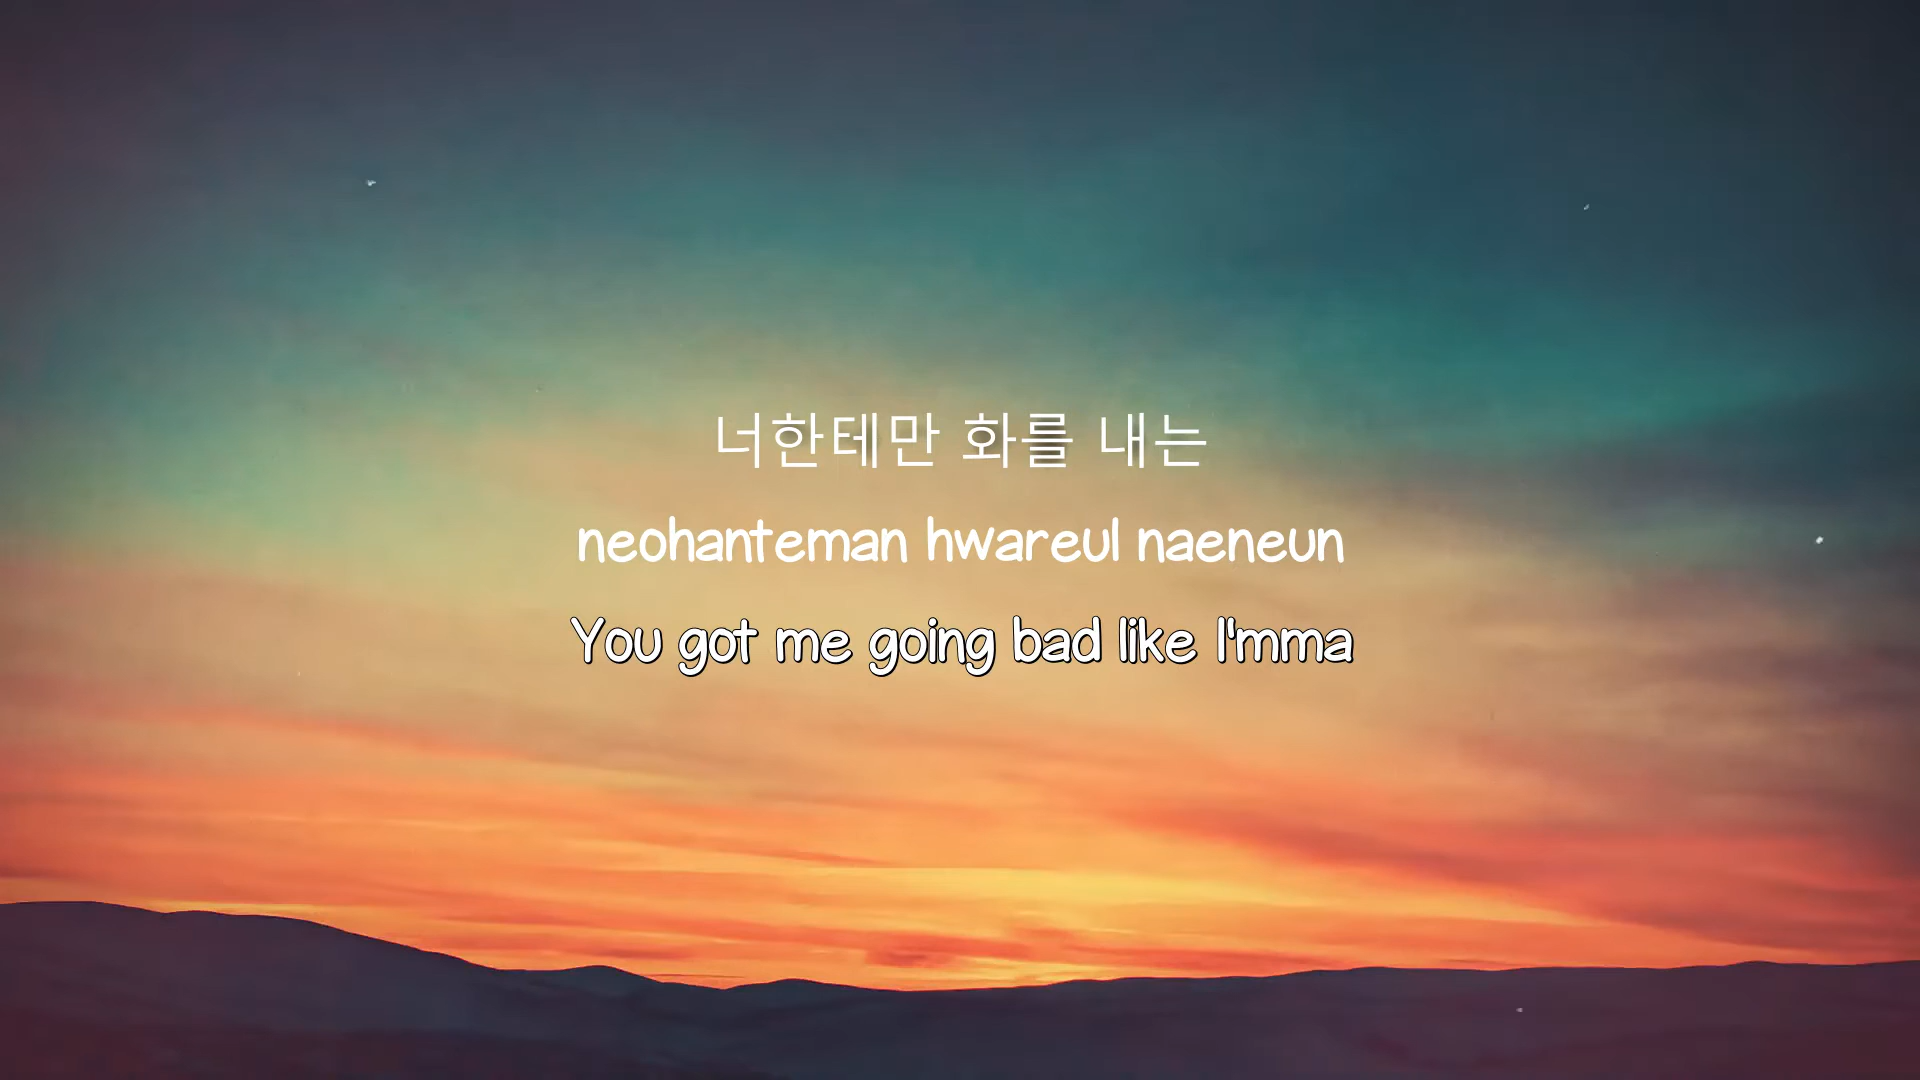 너한테만 화를 내는
neohanteman hwareul naeneun
You got me going bad like I'mma